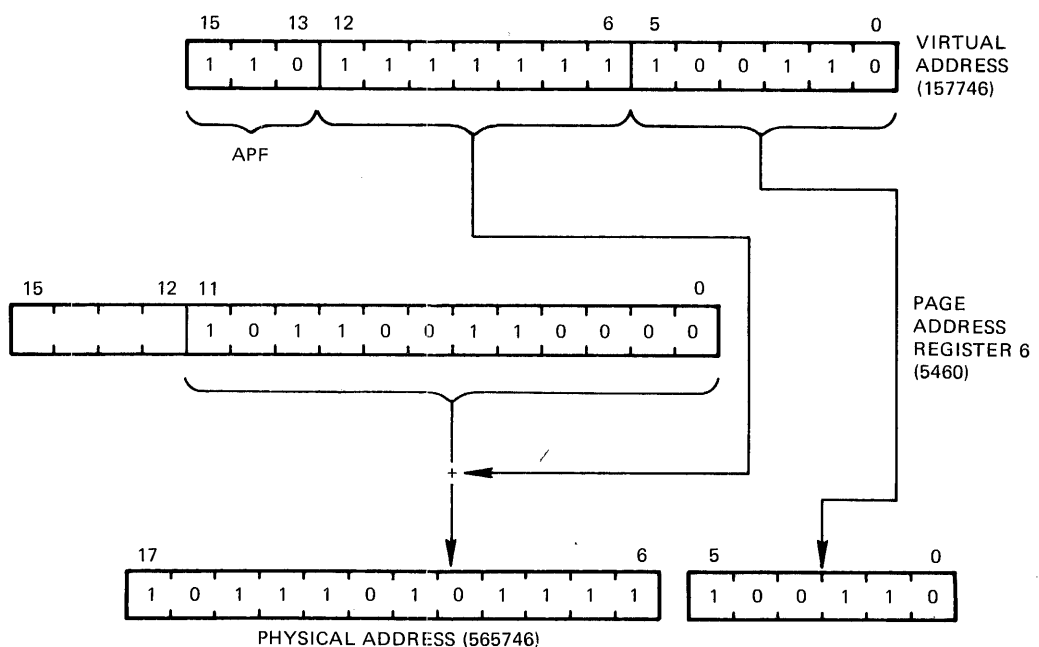 15 13 12 6 5 0
1 1 0 1 1 1 1 1 1 1 1 0 0 1 1 0
VIRTUAL
ADDRESS
(157746)
APF
15 12 11 0
1 0 1 1 0 0 1 1 0 0 0 0
PAGE
ADDRESS
REGISTER 6
(5460)
+
17 6 5 0
1 0 1 1 1 0 1 0 1 1 1 1 1 0 0 1 1 0
PHYSICAL ADDRESS (565746)